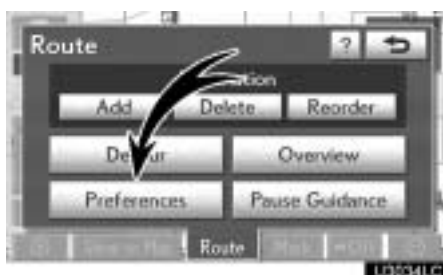 Route ?
Add Delete Reorder
Overview
Preferences Pause Guidance
Route